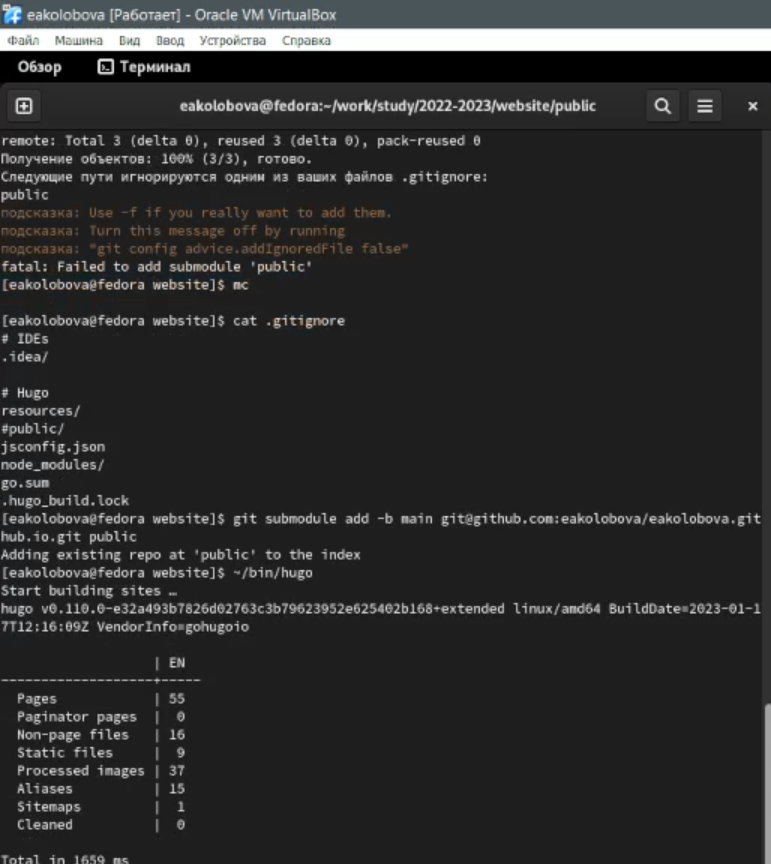 eakolobova [Работает] - Oracle VM VirtualBox
Файл Машина Вид Ввод Устройства Справка
Обзор Терминал
eakolobova@fedora:~/work/study/2022-2023/website/public
remote: Total 3 (delta 0), reused 3 (delta 0), pack-reused 0
Получение объектов: 100% (3/3), готово.
Следующие пути игнорируются одним из ваших файлов .gitignore:
public
подсказка: Use -f if you really want to add them.
подсказка: Turn this message off by running
подсказка: "git config advice.addIgnoredFile false"
fatal: Failed to add submodule 'public'
[eakolobova@fedora website]$ mc
[eakolobova@fedora website]$ cat .gitignore
# IDEs
.idea/
# Hugo
resources/
#public/
jsconfig.json
node_modules/
go.sum
.hugo_build.lock
[eakolobova@fedora website]$ git submodule add -b main git@github.com:eakolobova/eakolobova.git
hub.io.git public
Adding existing repo at 'public' to the index
[eakolobova@fedora website]$ ~/bin/hugo
Start building sites …
hugo v0.110.0-e32a493b7826d02763c3b79623952e625402b168+extended linux/amd64 BuildDate=2023-01-1
7T12:16:09Z VendorInfo=gohugoio
| EN
-------------------+-----
Pages | 55
Paginator pages | 0
Non-page files | 16
Static files | 9
Processed images | 37
Aliases | 15
Sitemaps | 1
Cleaned | 0
Total in 1659 ms